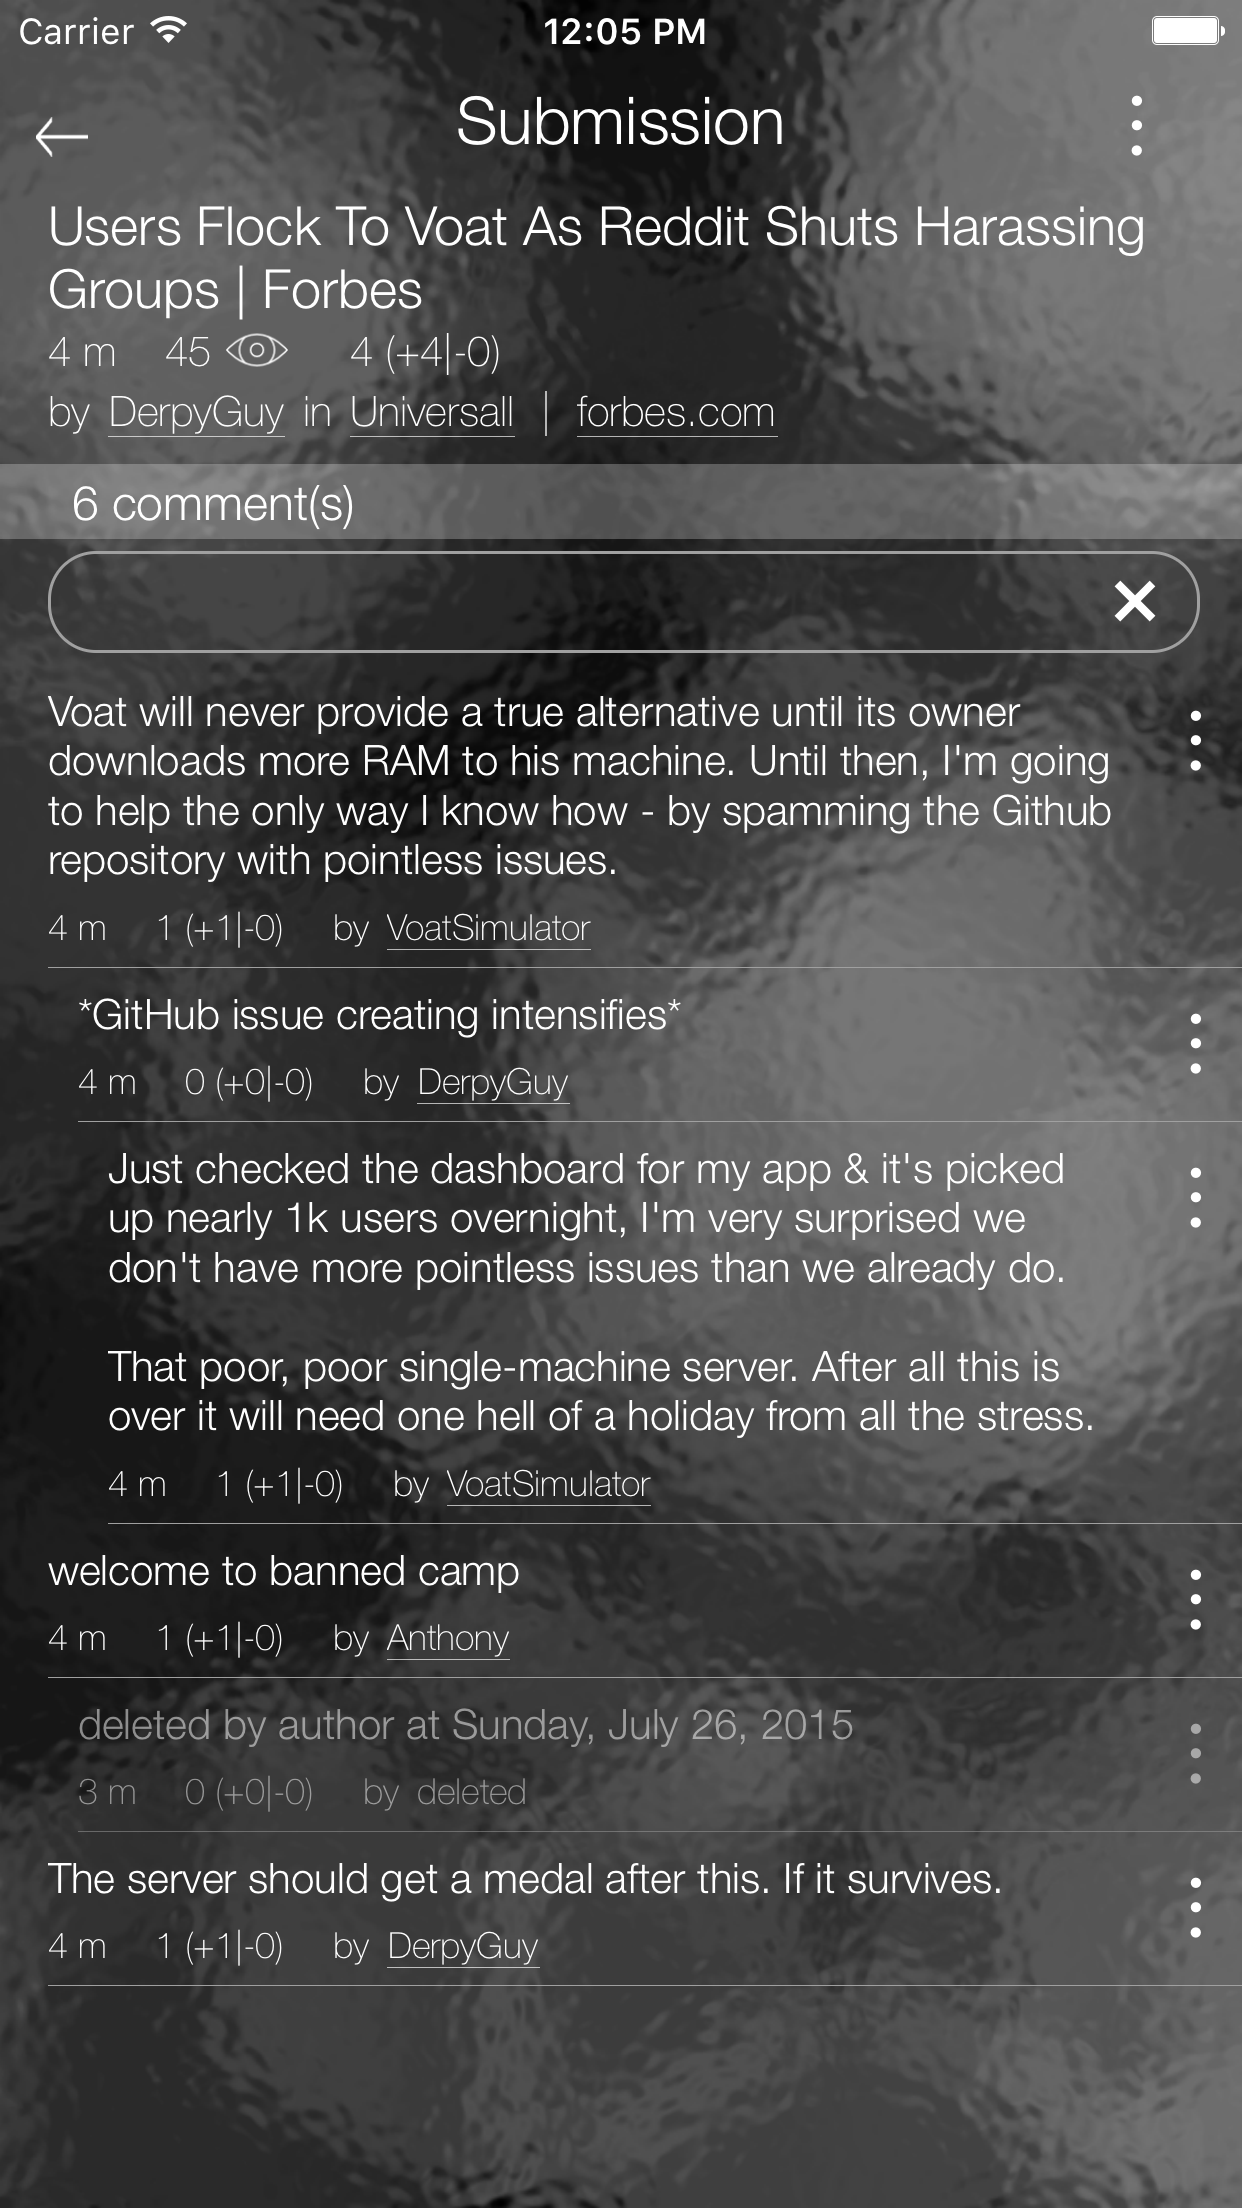 Carrier 12:05 PM
Submission
Users Flock To Voat As Reddit Shuts Harassing
Groups | Forbes
4 m 45 4 (+4|-0)
by DerpyGuy in Universall | forbes.com
6 comment(s)
Voat will never provide a true alternative until its owner
downloads more RAM to his machine. Until then, I'm going
to help the only way I know how - by spamming the Github
repository with pointless issues.
4 m 1 (+1|-0) by VoatSimulator
*GitHub issue creating intensifies*
4 m 0 (+0|-0) by DerpyGuy
Just checked the dashboard for my app & it's picked
up nearly 1k users overnight, I'm very surprised we
don't have more pointless issues than we already do.
That poor, poor single-machine server. After all this is
over it will need one hell of a holiday from all the stress.
4 m 1 (+1|-0) by VoatSimulator
welcome to banned camp
4 m 1 (+1|-0) by Anthony
deleted by author at Sunday, July 26, 2015
3 m 0 (+0|-0) by deleted
The server should get a medal after this. If it survives.
4 m 1 (+1|-0) by DerpyGuy